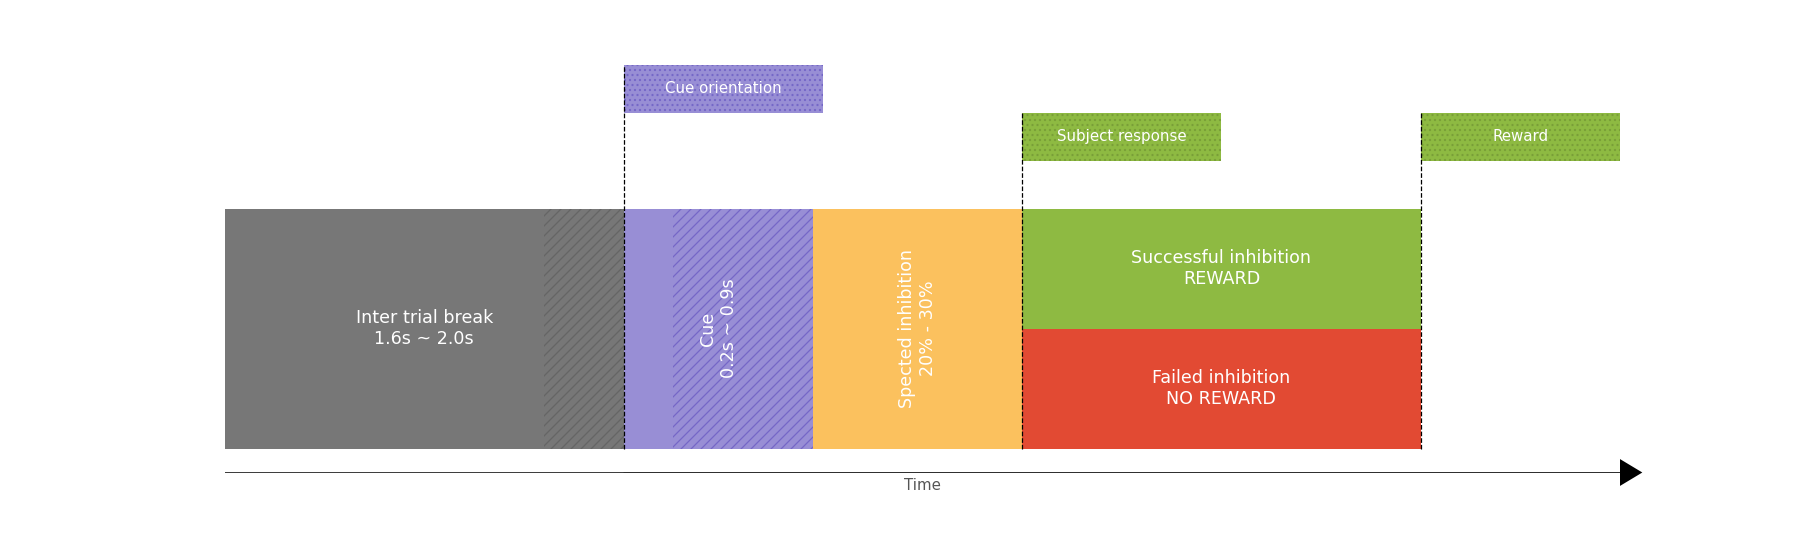 Cue orientation
Subject response
Reward
Inter trial break
1.6s ~ 2.0s
Cue
0.2s ~ 0.9s
Spected inhibition
20% - 30%
Successful inhibition
REWARD
Failed inhibition
NO REWARD
Time